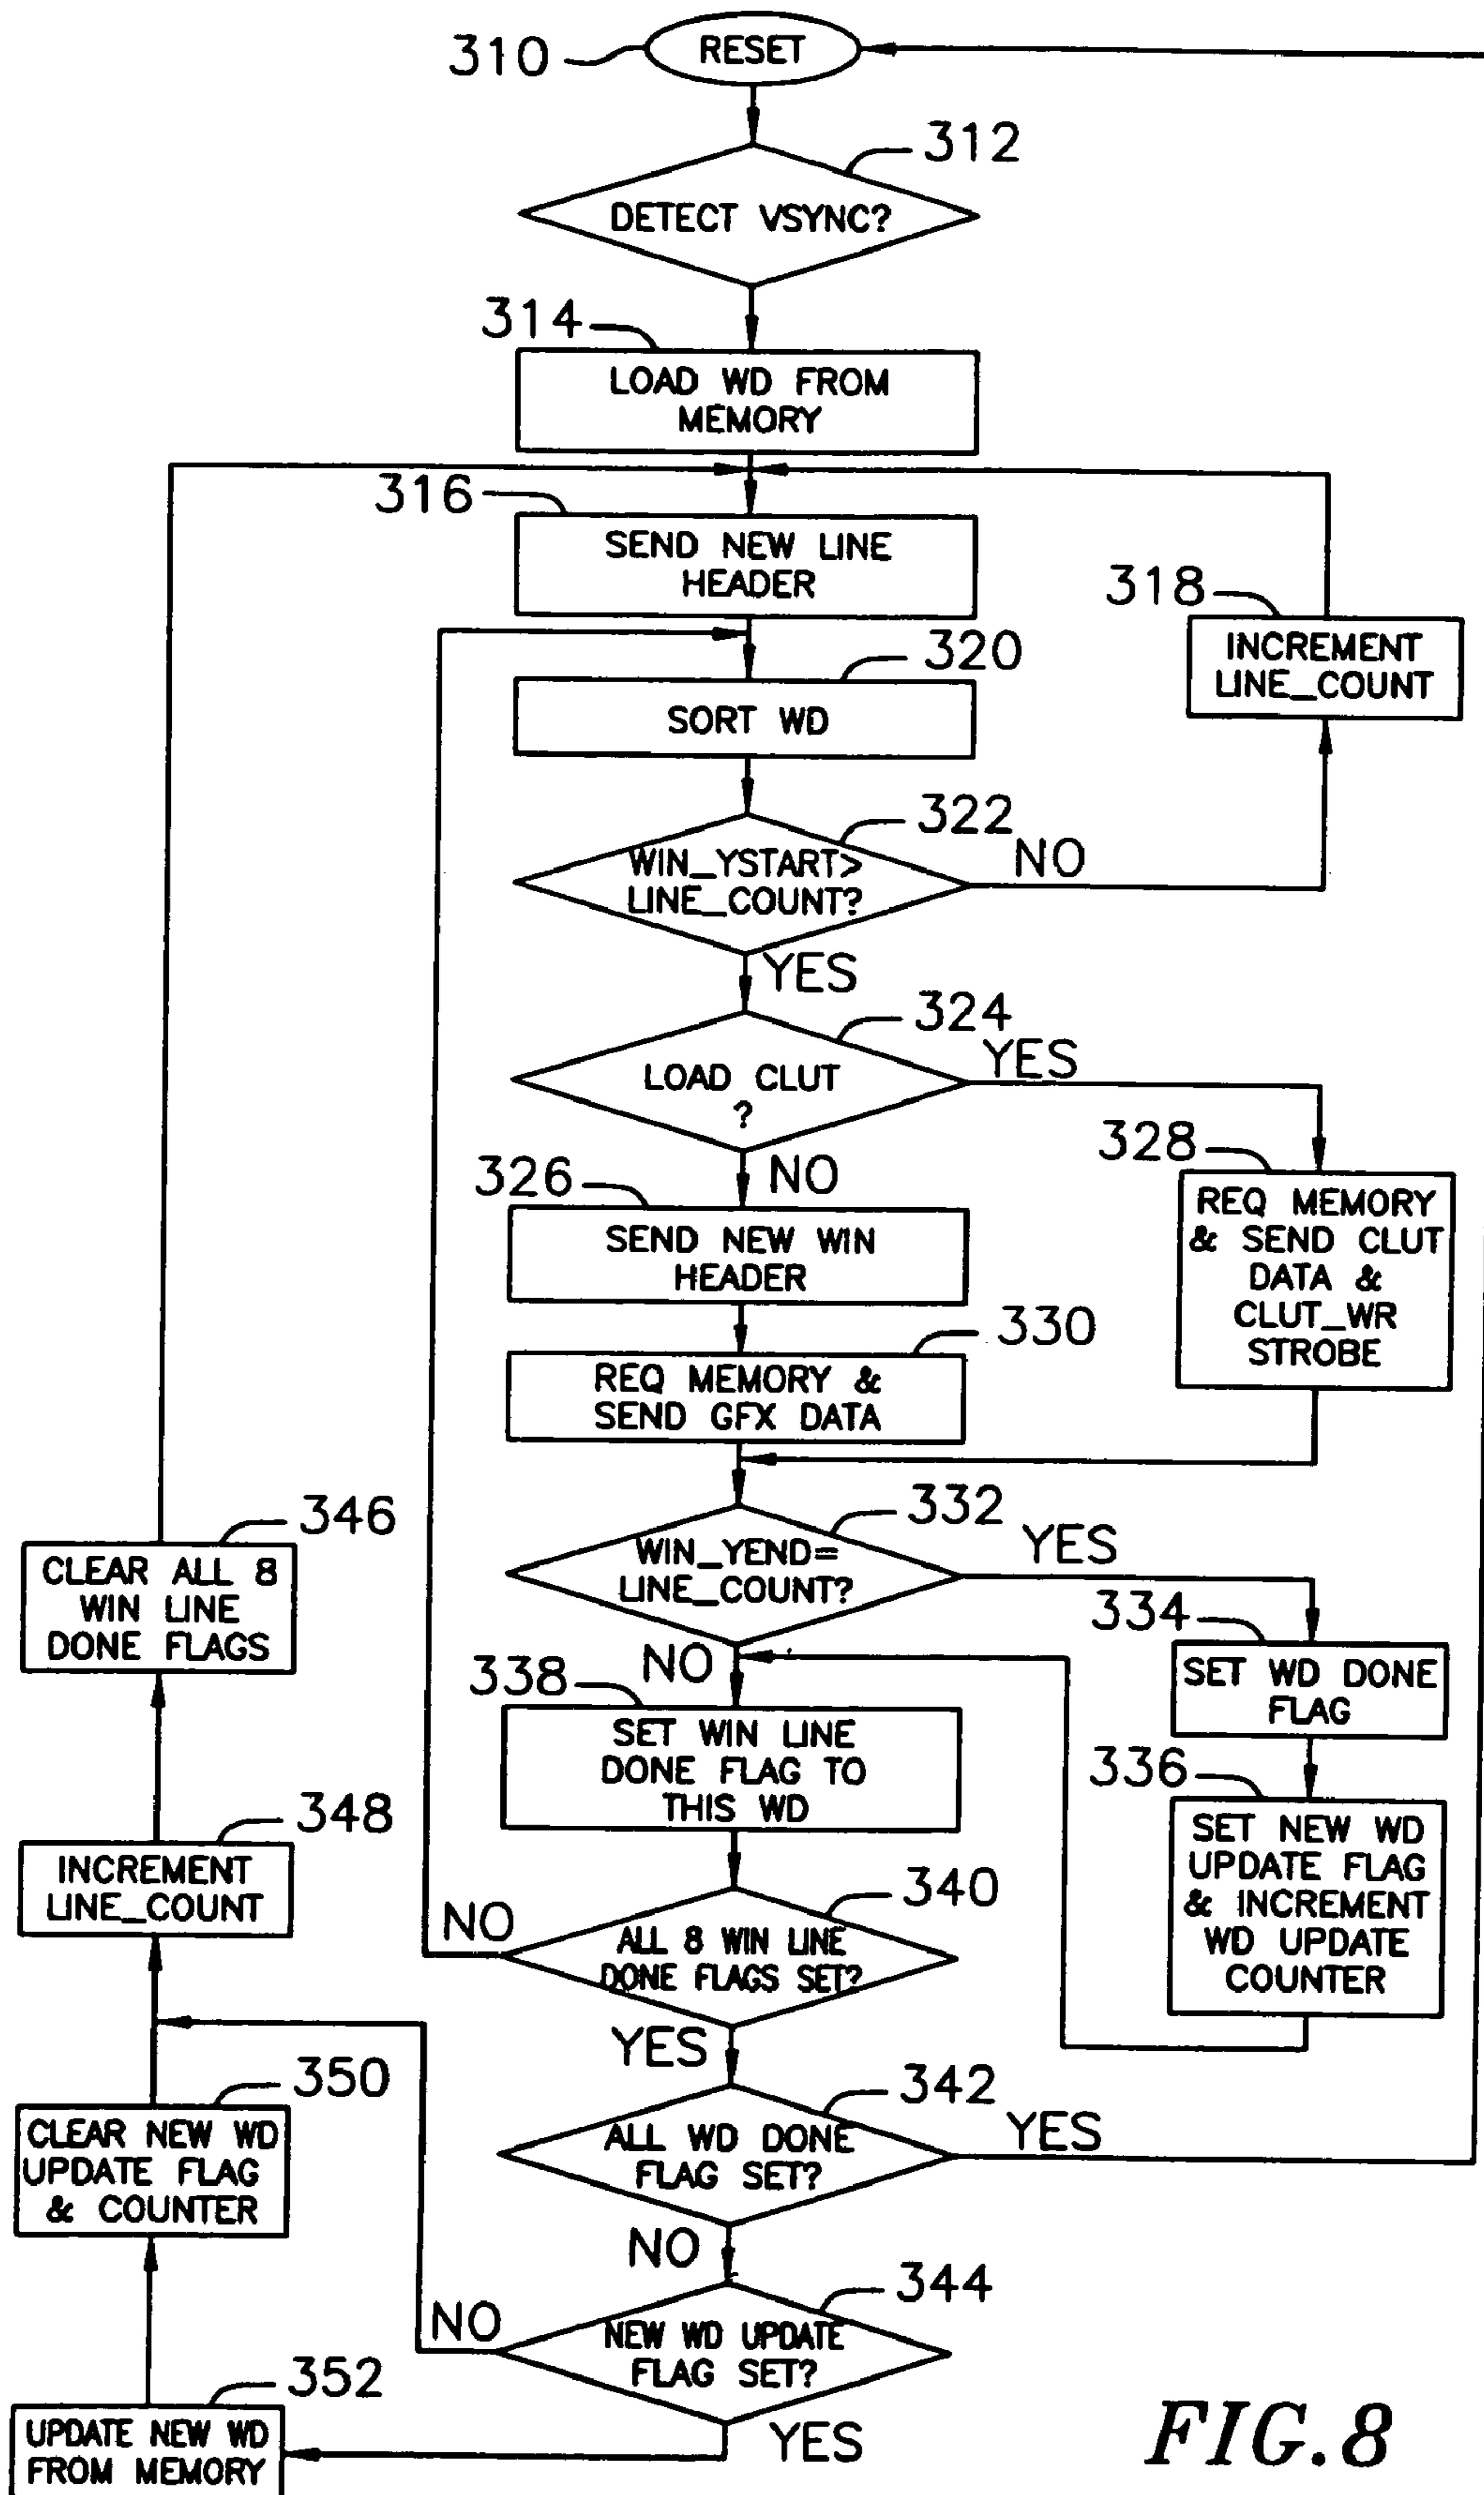 310
RESET
312
DETECT VSYNC?
314
LOAD WD FROM
MEMORY
316
SEND NEW LINE
HEADER
318
INCREMENT
LINE_COUNT
320
SORT WD
322
WIN_YSTART>
LINE_COUNT?
NO
YES
324
LOAD CLUT
?
YES
NO
326
SEND NEW WIN
HEADER
328
REQ MEMORY
& SEND CLUT
DATA &
CLUT_WR
STROBE
330
REQ MEMORY &
SEND GFX DATA
332
WIN_YEND=
LINE_COUNT?
YES
NO
334
SET WD DONE
FLAG
336
SET NEW WD
UPDATE FLAG
& INCREMENT
WD UPDATE
COUNTER
338
SET WIN LINE
DONE FLAG TO
THIS WD
340
ALL 8 WIN LINE
DONE FLAGS SET?
NO
YES
342
ALL WD DONE
FLAG SET?
YES
NO
344
NEW WD UPDATE
FLAG SET?
NO
YES
346
CLEAR ALL 8
WIN LINE
DONE FLAGS
348
INCREMENT
LINE_COUNT
350
CLEAR NEW WD
UPDATE FLAG
& COUNTER
352
UPDATE NEW WD
FROM MEMORY
FIG. 8